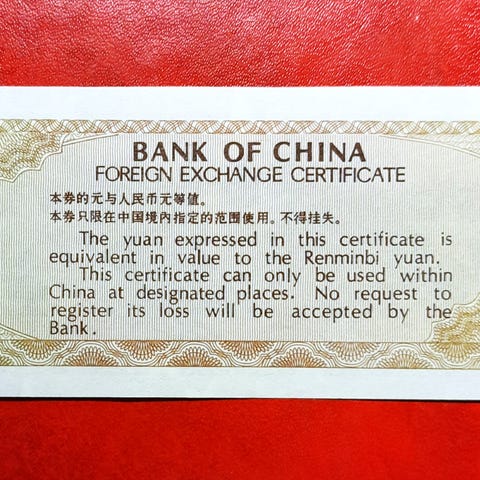 BANK OF CHINA
FOREIGN EXCHANGE CERTIFICATE
本券的元与人民币元等值。
本券只限在中国境内指定的范围使用。不得挂失。
The yuan expressed in this certificate is
equivalent in value to the Renminbi yuan.
This certificate can only be used within
China at designated places. No request to
register its loss will be accepted by the
Bank.